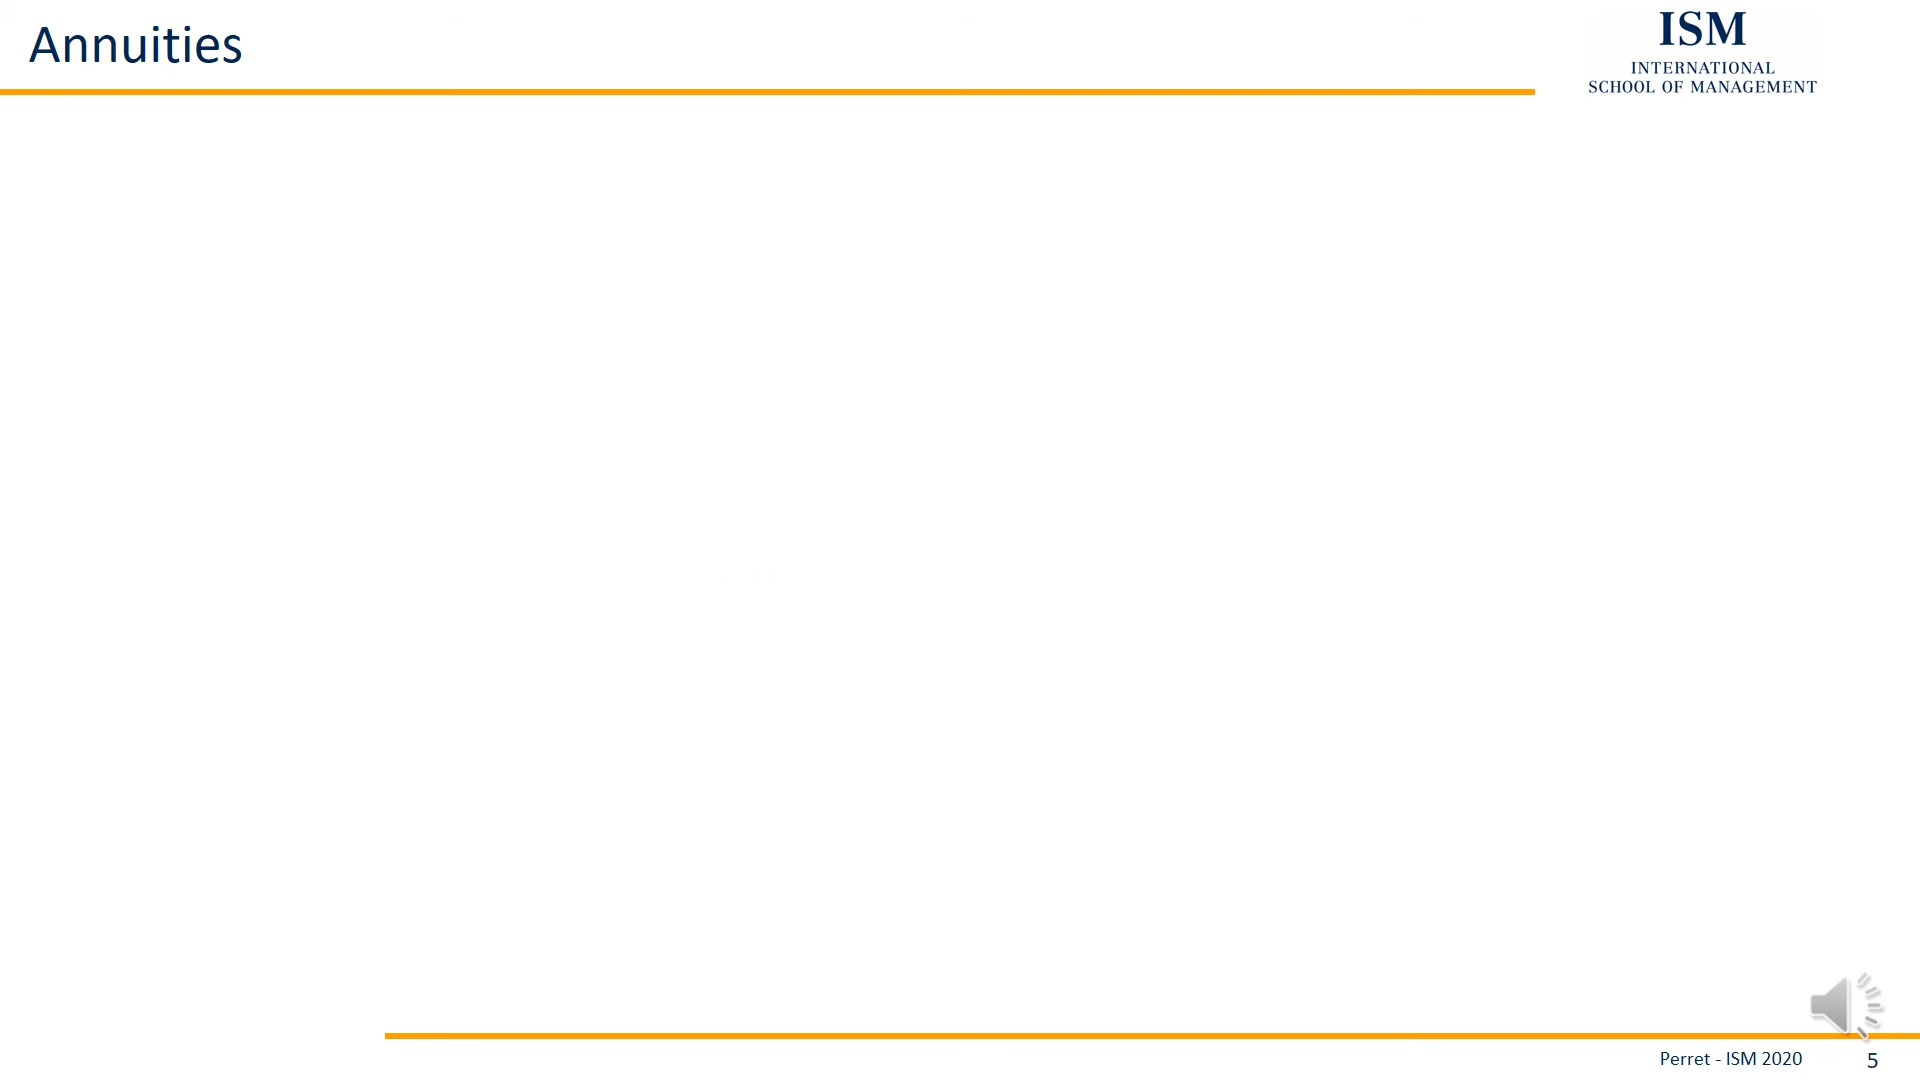 Annuities
ISM
INTERNATIONAL
SCHOOL OF MANAGEMENT
Perret - ISM 2020
5